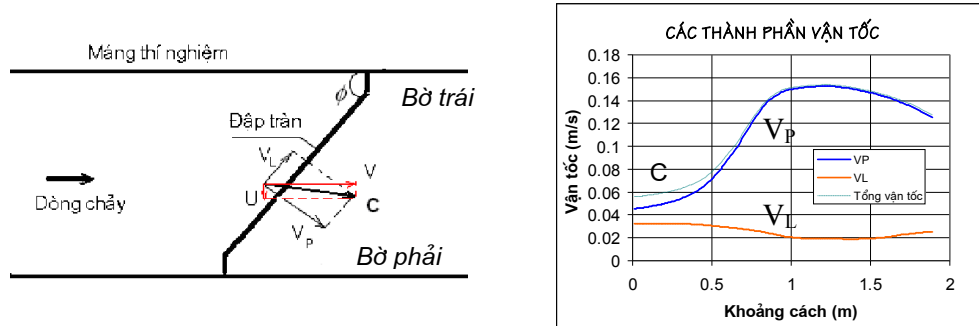 Máng thí nghiệm
ϕ
Bờ trái
Đập tràn
V_L
V
Dòng chảy
U
C
V_P
Bờ phải
CÁC THÀNH PHẦN VẬN TỐC
Vận tốc (m/s)
0.18
0.16
0.14
0.12
0.1
0.08
0.06
0.04
0.02
0
V_P
C
V_L
VP
VL
Tổng vận tốc
0 0.5 1 1.5 2
Khoảng cách (m)